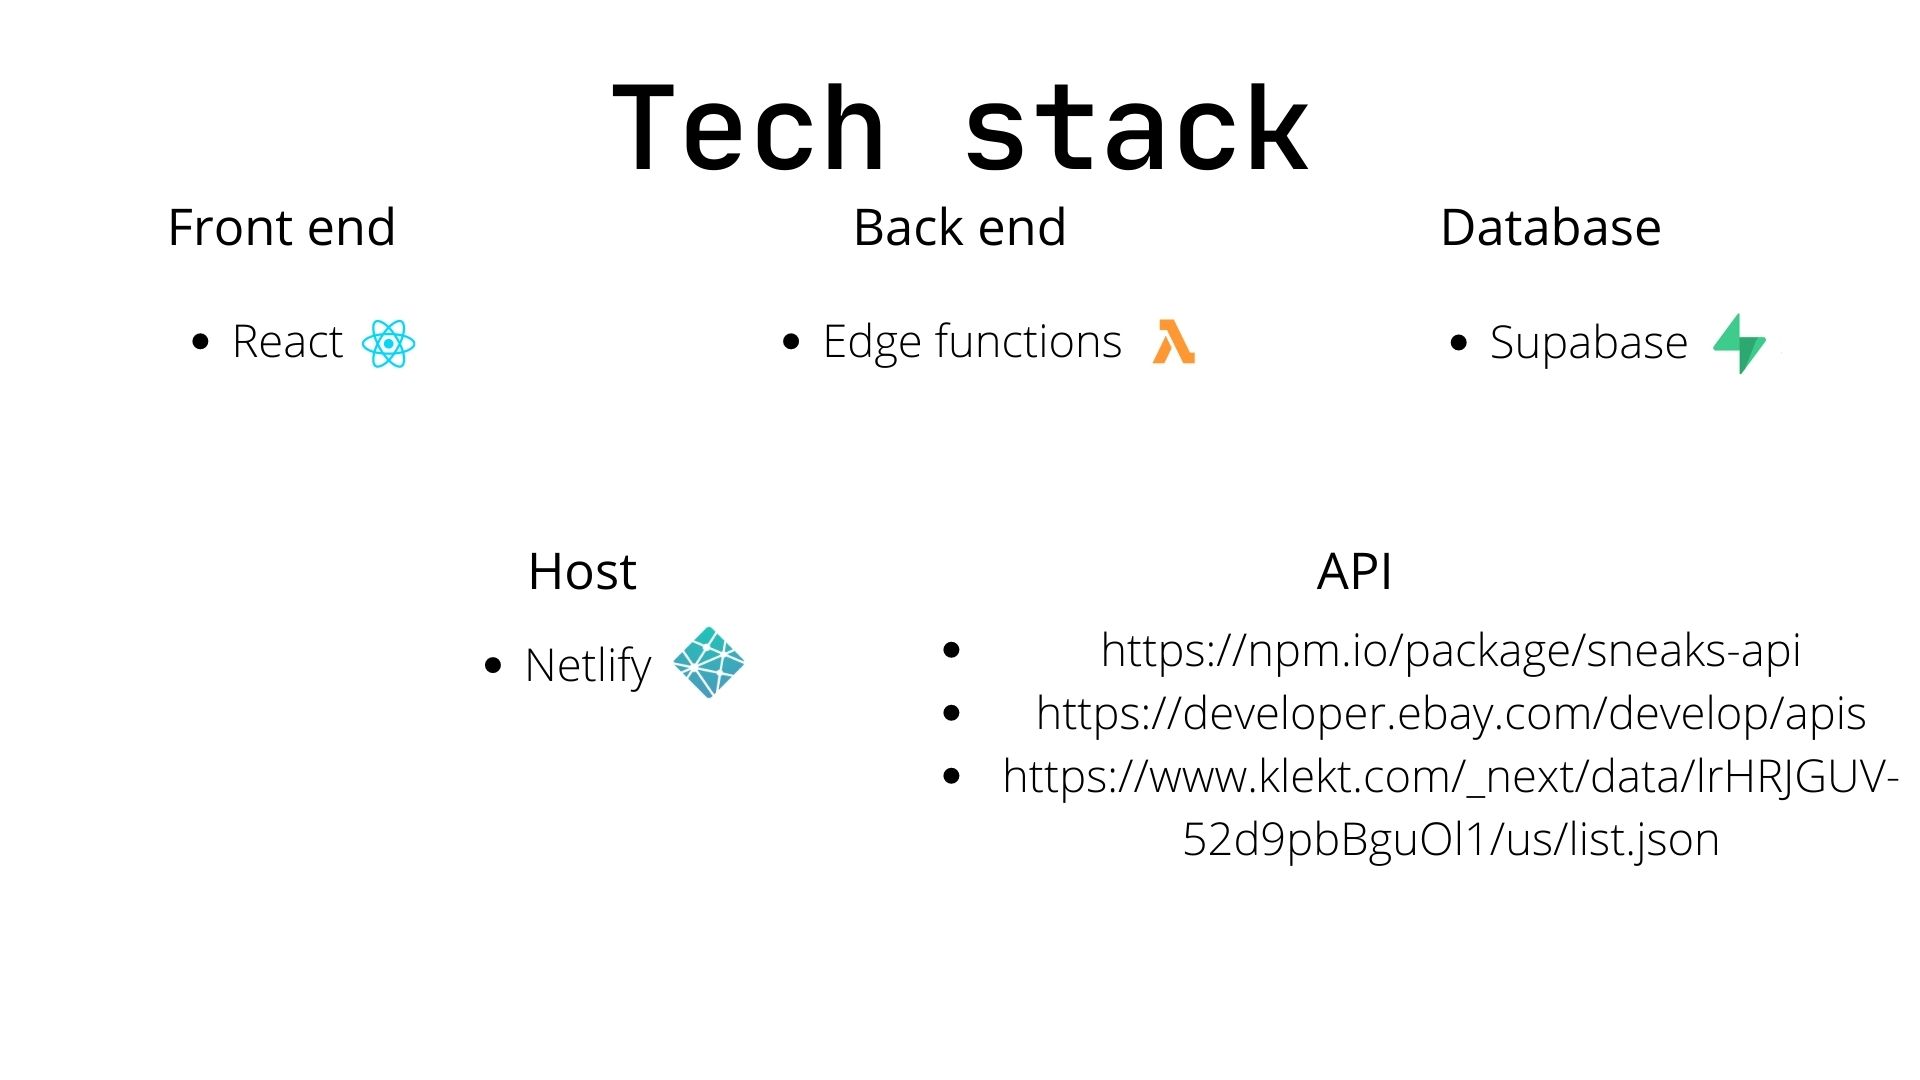 Tech stack
Front end
Back end
Database
React
Edge functions
Supabase
Host
API
Netlify
https://npm.io/package/sneaks-api
https://developer.ebay.com/develop/apis
https://www.klekt.com/_next/data/lrHRJGUV-
52d9pbBguOl1/us/list.json